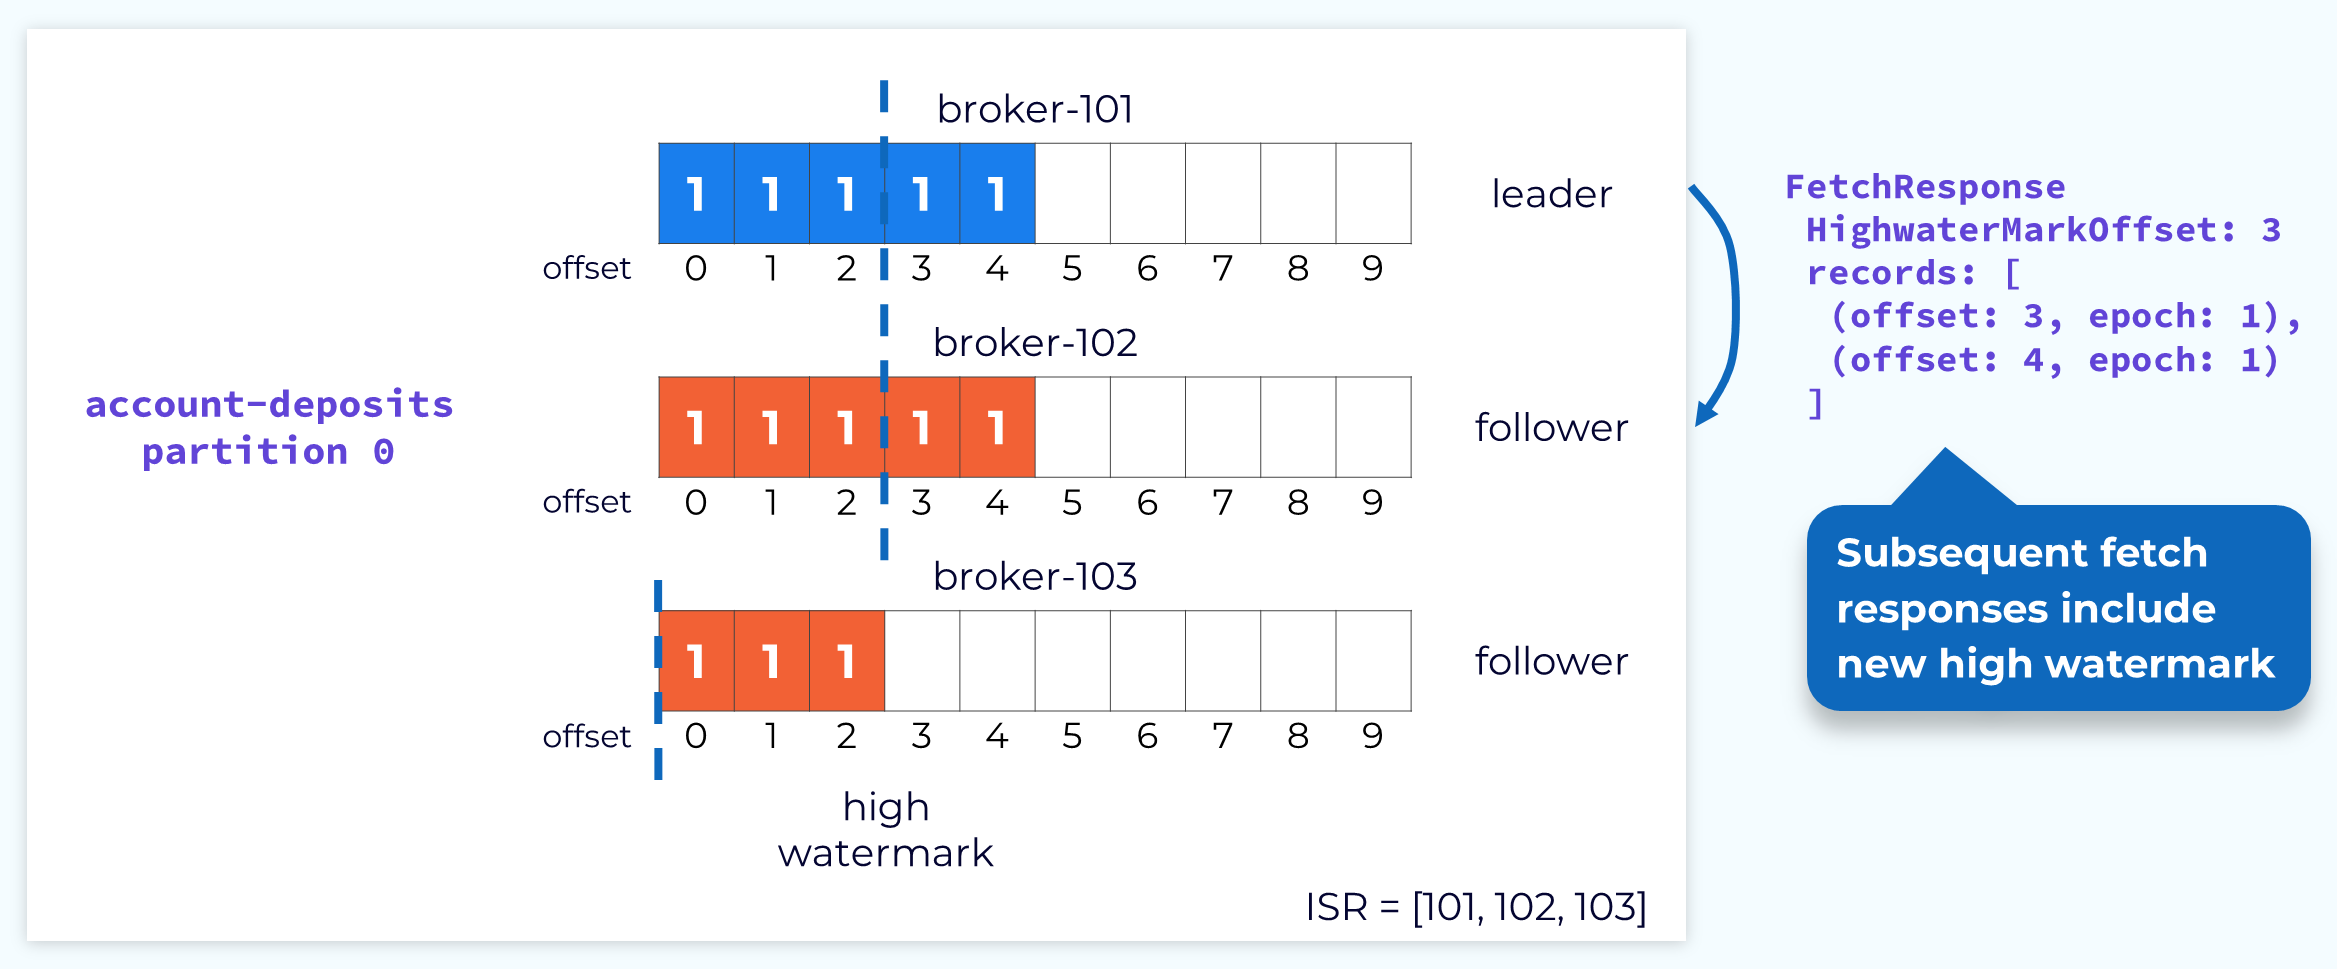 broker-101
1 1 1 1 1
leader
offset 0 1 2 3 4 5 6 7 8 9
broker-102
account-deposits
partition 0
1 1 1 1 1
follower
offset 0 1 2 3 4 5 6 7 8 9
broker-103
1 1 1
follower
offset 0 1 2 3 4 5 6 7 8 9
high
watermark
ISR = [101, 102, 103]
FetchResponse
HighwaterMarkOffset: 3
records: [
(offset: 3, epoch: 1),
(offset: 4, epoch: 1)
]
Subsequent fetch
responses include
new high watermark